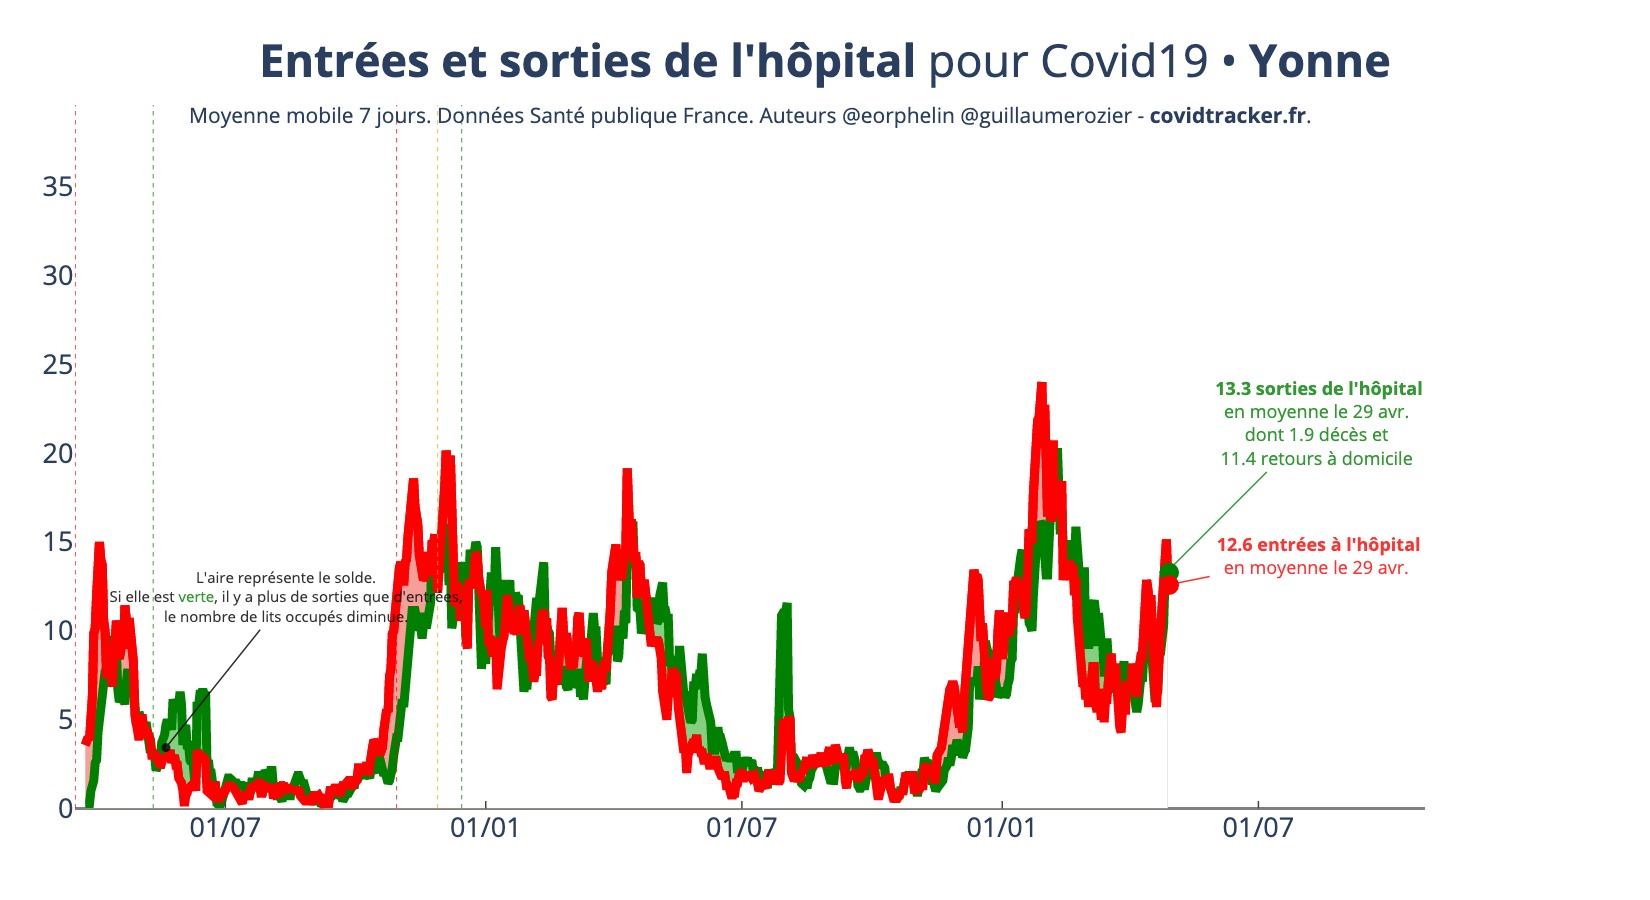 Entrées et sorties de l'hôpital pour Covid19 • Yonne
Moyenne mobile 7 jours. Données Santé publique France. Auteurs @eorphelin @guillaumerozier - covidtracker.fr.
35
30
25
20
15
10
5
0
13.3 sorties de l'hôpital
en moyenne le 29 avr.
dont 1.9 décès et
11.4 retours à domicile
12.6 entrées à l'hôpital
en moyenne le 29 avr.
L'aire représente le solde.
Si elle est verte, il y a plus de sorties que d'entrées,
le nombre de lits occupés diminue.
01/07
01/01
01/07
01/01
01/07